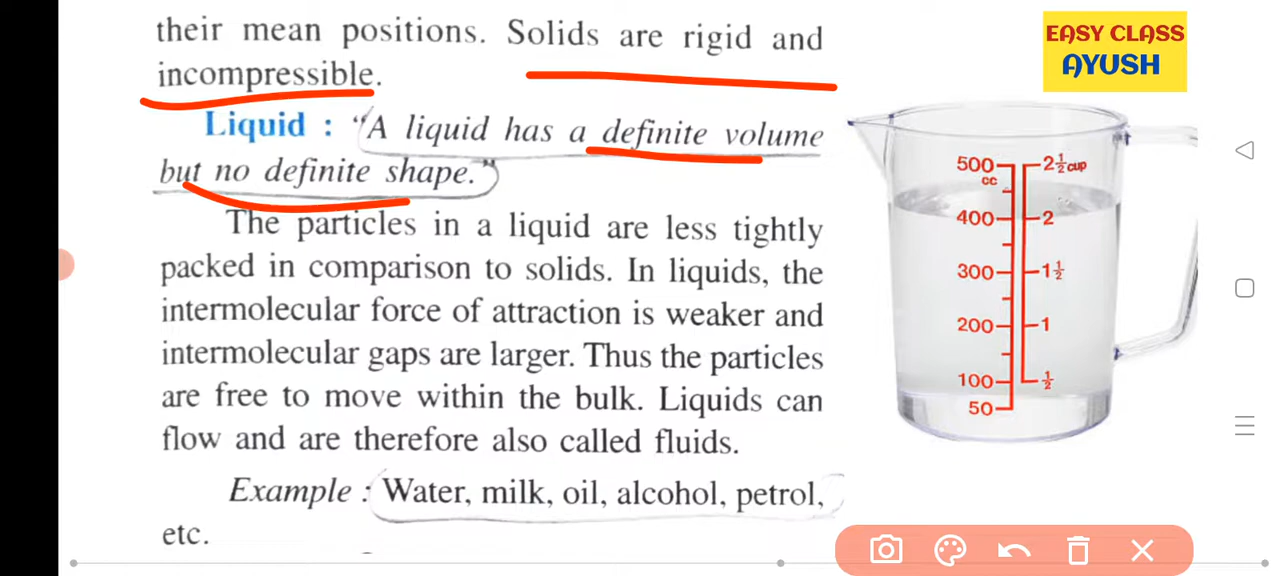 their mean positions. Solids are rigid and
incompressible.
Liquid : "A liquid has a definite volume
but no definite shape."
The particles in a liquid are less tightly
packed in comparison to solids. In liquids, the
intermolecular force of attraction is weaker and
intermolecular gaps are larger. Thus the particles
are free to move within the bulk. Liquids can
flow and are therefore also called fluids.
Example : Water, milk, oil, alcohol, petrol,
etc.
EASY CLASS
AYUSH
500 2½ cup
cc
400 2
300 1½
200 1
100 ½
50